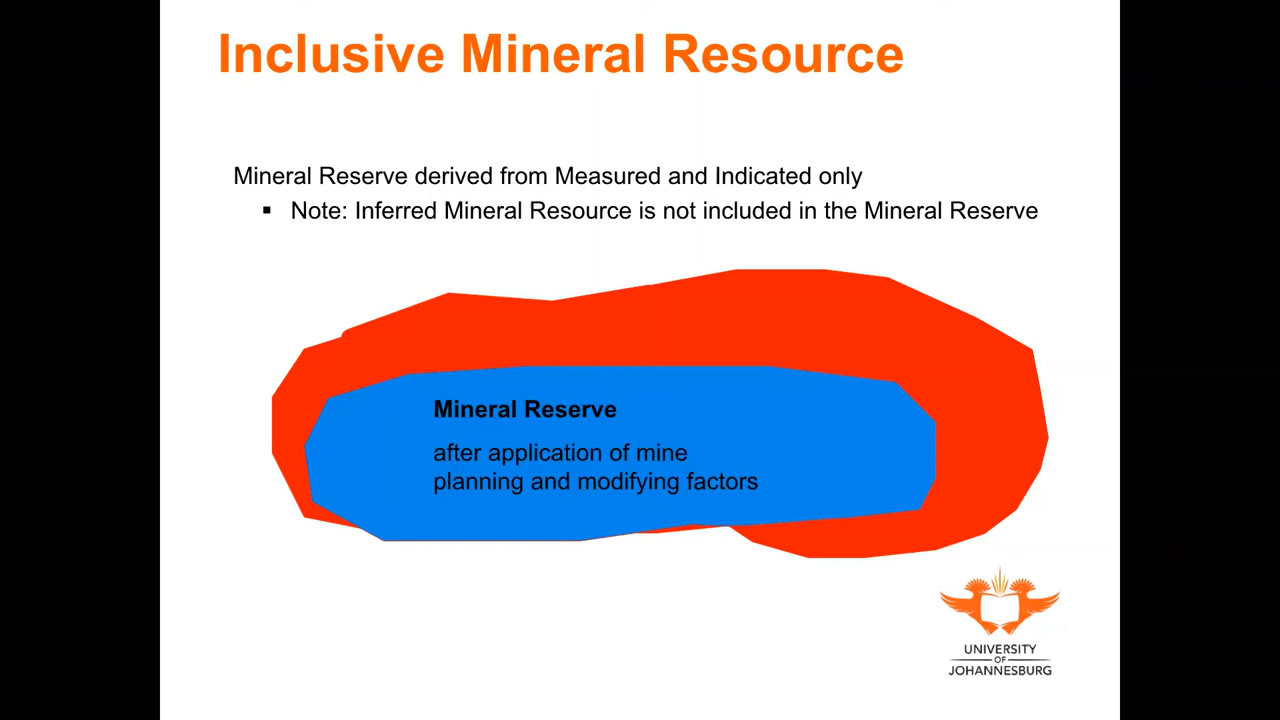 Inclusive Mineral Resource
Mineral Reserve derived from Measured and Indicated only
▪ Note: Inferred Mineral Resource is not included in the Mineral Reserve
Mineral Reserve
after application of mine
planning and modifying factors
UNIVERSITY
OF
JOHANNESBURG